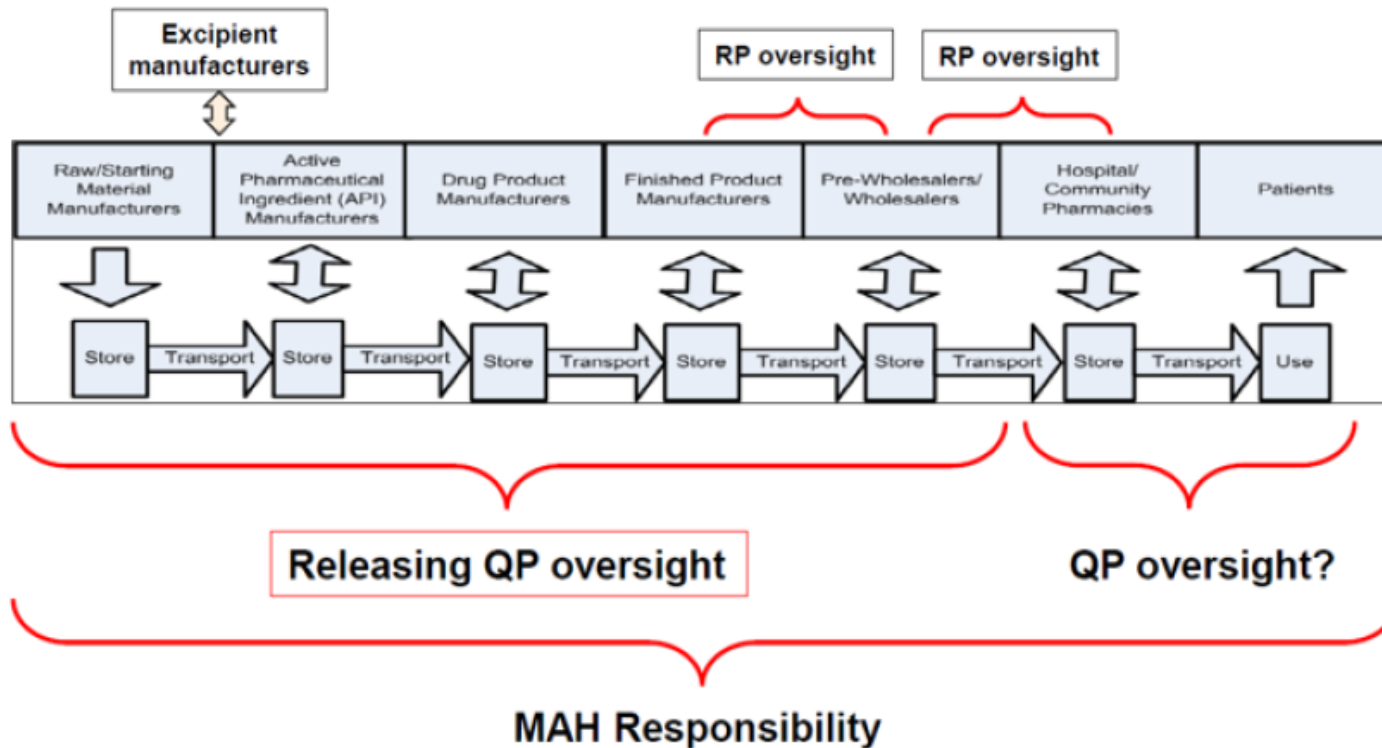 Excipient
manufacturers
RP oversight
RP oversight
Raw/Starting
Material
Manufacturers
Active
Pharmaceutical
Ingredient (API)
Manufacturers
Drug Product
Manufacturers
Finished Product
Manufacturers
Pre-Wholesalers/
Wholesalers
Hospital/
Community
Pharmacies
Patients
Store
Transport
Store
Transport
Store
Transport
Store
Transport
Store
Transport
Store
Transport
Use
Releasing QP oversight
QP oversight?
MAH Responsibility